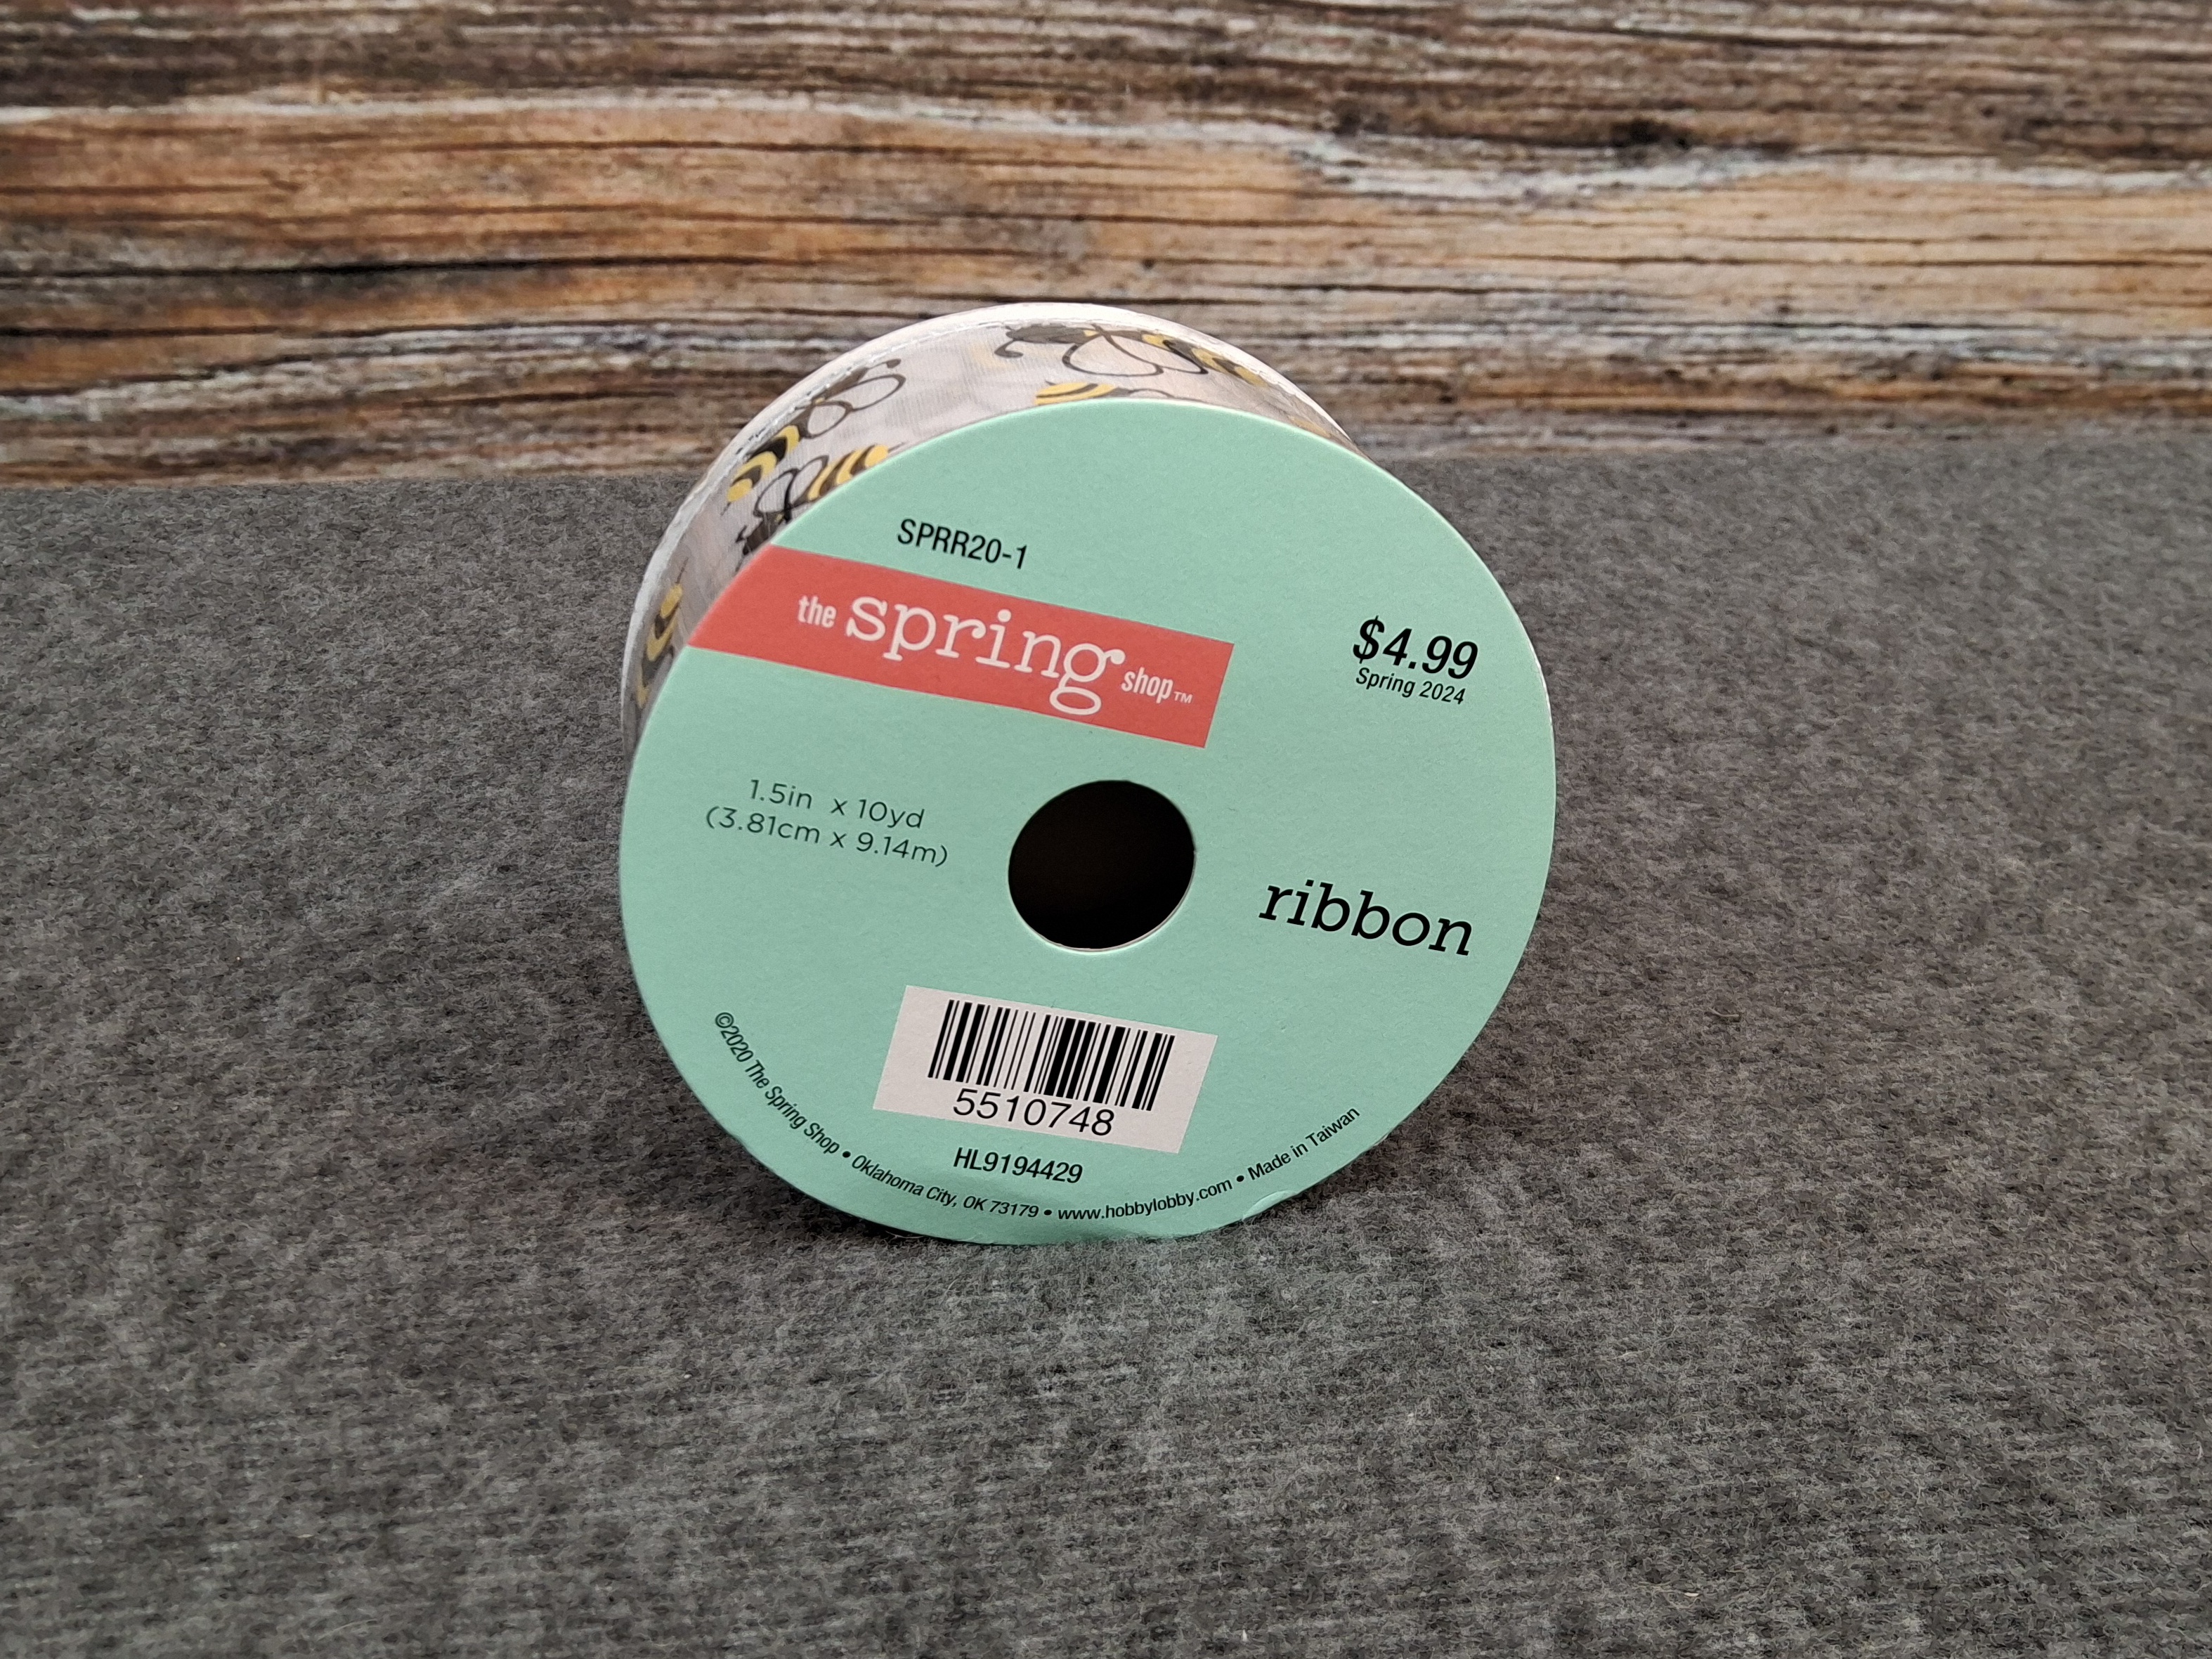 SPRR20-1
the spring shop™
$4.99
Spring 2024
1.5in x 10yd
(3.81cm x 9.14m)
ribbon
5510748
HL9194429
©2020 The Spring Shop • Oklahoma City, OK 73179 • www.hobbylobby.com • Made in Taiwan